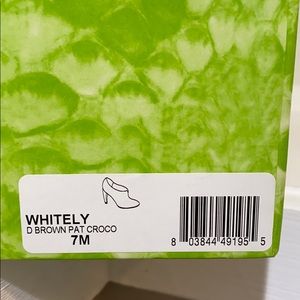 WHITELY
D BROWN PAT CROCO
7M
8 03844 49195 5